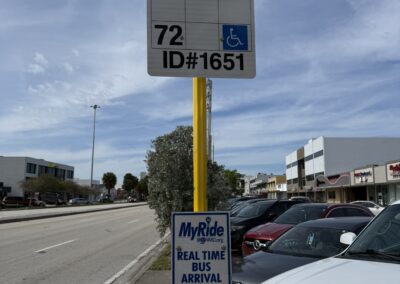 72
ID#1651
MyRide
REAL TIME
BUS
ARRIVAL